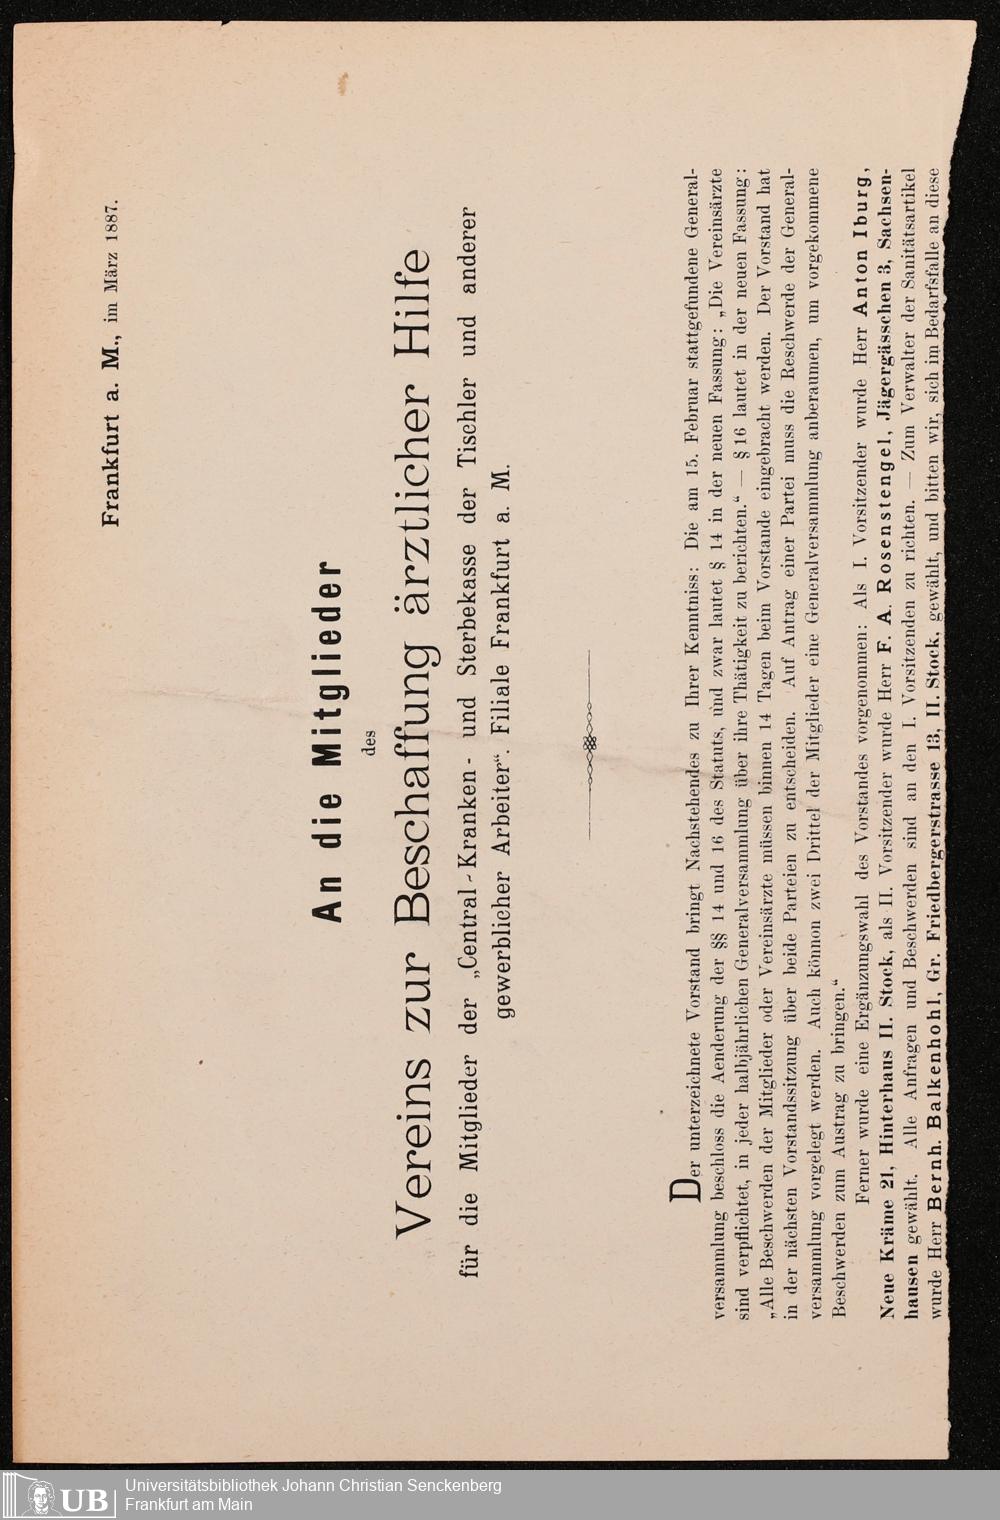 Frankfurt a. M., im März 1887.
An die Mitglieder
des
Vereins zur Beschaffung ärztlicher Hilfe
für die Mitglieder der „Central-Kranken- und Sterbekasse der Tischler und anderer
gewerblicher Arbeiter“. Filiale Frankfurt a. M.
Der unterzeichnete Vorstand bringt Nachstehendes zu Ihrer Kenntniss: Die am 15. Februar stattgefundene General-
versammlung beschloss die Aenderung der §§ 14 und 16 des Statuts, und zwar lautet § 14 in der neuen Fassung: „Die Vereinsärzte
sind verpflichtet, in jeder halbjährlichen Generalversammlung über ihre Thätigkeit zu berichten.“ — § 16 lautet in der neuen Fassung:
„Alle Beschwerden der Mitglieder oder Vereinsärzte müssen binnen 14 Tagen beim Vorstande eingebracht werden. Der Vorstand hat
in der nächsten Vorstandssitzung über beide Parteien zu entscheiden. Auf Antrag einer Partei muss die Beschwerde der General-
versammlung vorgelegt werden. Auch können zwei Drittel der Mitglieder eine Generalversammlung anberaumen, um vorgekommene
Beschwerden zum Austrag zu bringen.“
Ferner wurde eine Ergänzungswahl des Vorstandes vorgenommen: Als I. Vorsitzender wurde Herr Anton Iburg,
Neue Kräme 21, Hinterhaus II. Stock, als II. Vorsitzender wurde Herr F. A. Rosenstengel, Jägergässchen 3, Sachsen-
hausen gewählt. Alle Anfragen und Beschwerden sind an den I. Vorsitzenden zu richten. — Zum Verwalter der Sanitätsartikel
wurde Herr Bernh. Balkenhohl, Gr. Friedbergerstrasse 13, II. Stock, gewählt, und bitten wir, sich im Bedarfsfalle an diese
UB
Universitätsbibliothek Johann Christian Senckenberg
Frankfurt am Main